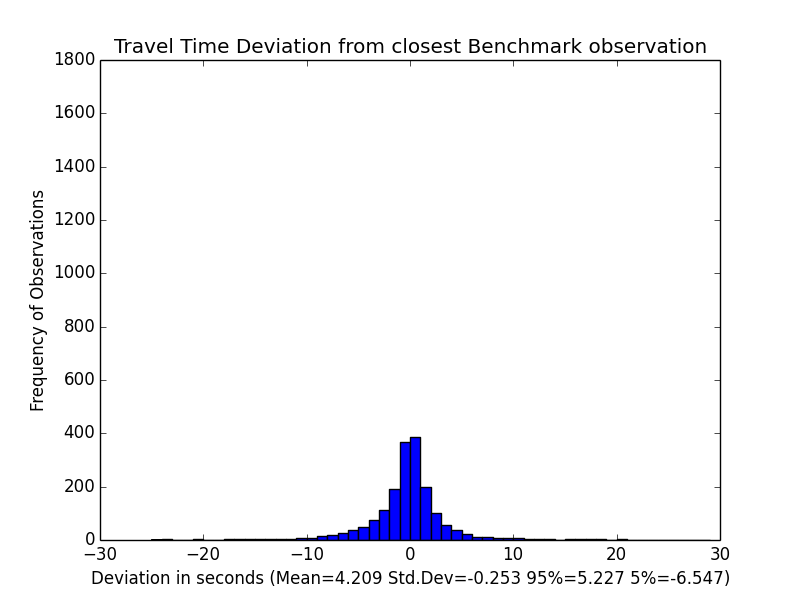 Travel Time Deviation from closest Benchmark observation
1800
1600
1400
1200
1000
800
600
400
200
0
Frequency of Observations
−30 −20 −10 0 10 20 30
Deviation in seconds (Mean=4.209 Std.Dev=-0.253 95%=5.227 5%=-6.547)